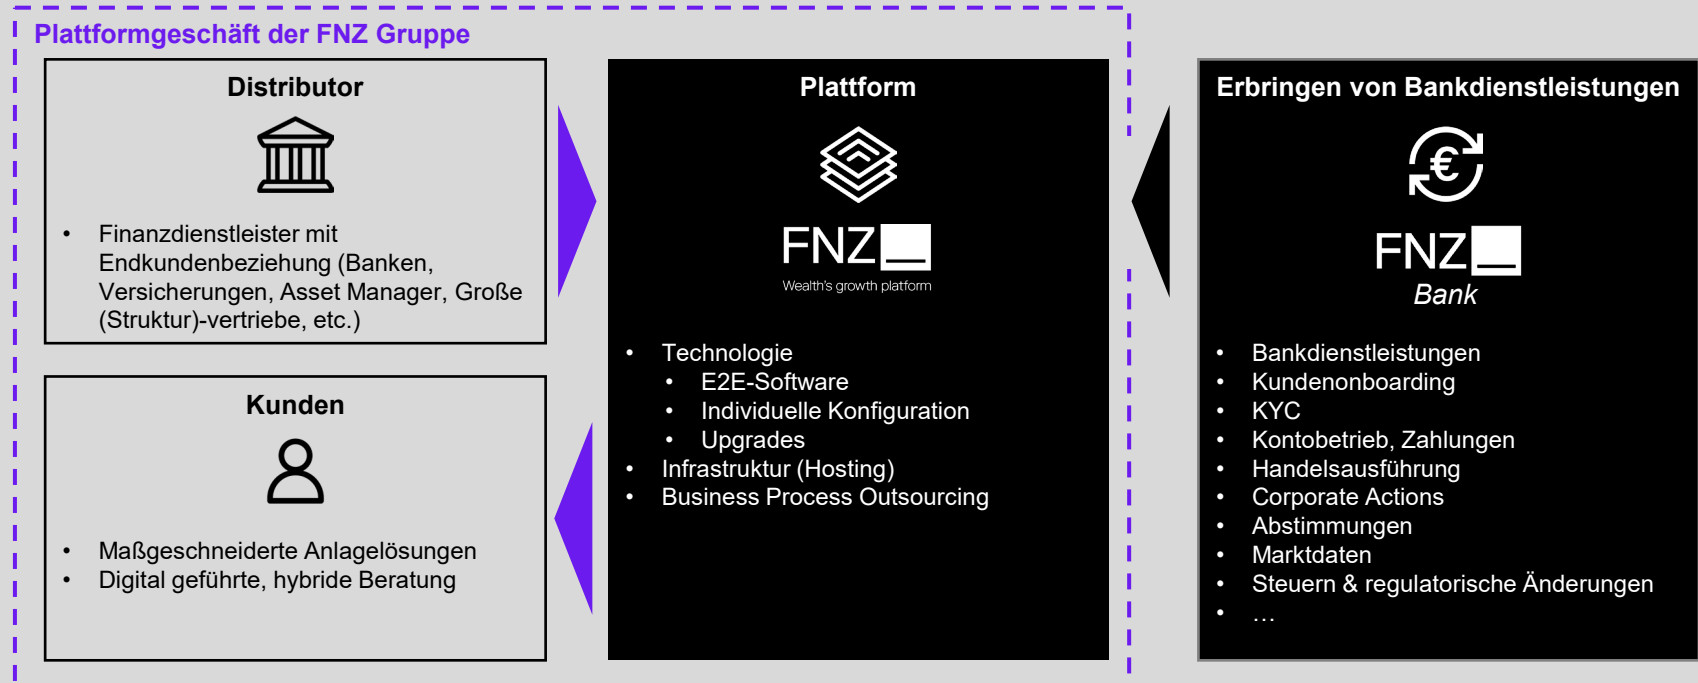 Plattformgeschäft der FNZ Gruppe
Distributor
• Finanzdienstleister mit
Endkundenbeziehung (Banken,
Versicherungen, Asset Manager, Große
(Struktur)-vertriebe, etc.)
Kunden
• Maßgeschneiderte Anlagelösungen
• Digital geführte, hybride Beratung
Plattform
FNZ
Wealth's growth platform
• Technologie
• E2E-Software
• Individuelle Konfiguration
• Upgrades
• Infrastruktur (Hosting)
• Business Process Outsourcing
Erbringen von Bankdienstleistungen
€
FNZ
Bank
• Bankdienstleistungen
• Kundenonboarding
• KYC
• Kontobetrieb, Zahlungen
• Handelsausführung
• Corporate Actions
• Abstimmungen
• Marktdaten
• Steuern & regulatorische Änderungen
• …